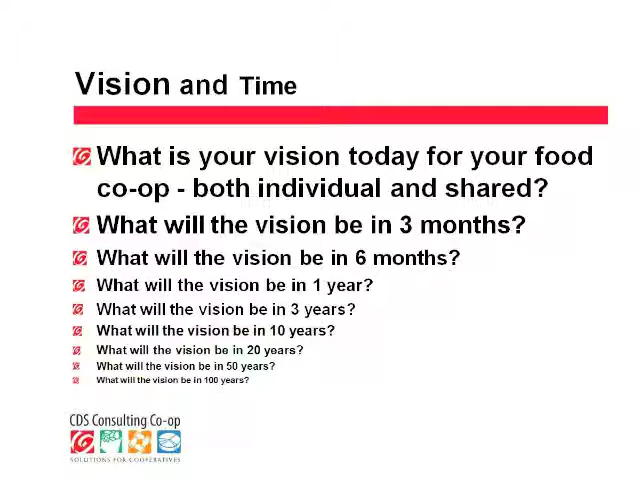 Vision and Time
What is your vision today for your food
co-op - both individual and shared?
What will the vision be in 3 months?
What will the vision be in 6 months?
What will the vision be in 1 year?
What will the vision be in 3 years?
What will the vision be in 10 years?
What will the vision be in 20 years?
What will the vision be in 50 years?
What will the vision be in 100 years?
CDS Consulting Co-op
SOLUTIONS FOR COOPERATIVES